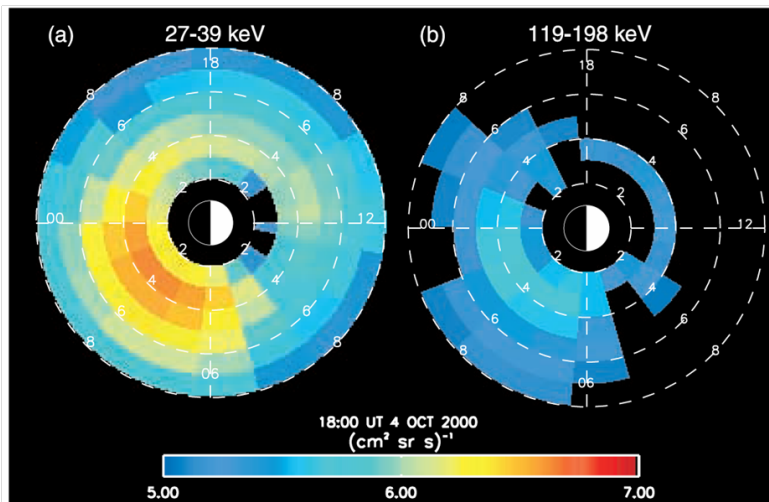 (a) 27-39 keV (b) 119-198 keV
18 18
8 8 8 8
6 6 6 6
4 4 4 4
2 2 2 2
00 12 00 12
2 2 2 2
4 4 4 4
6 6 6 6
8 8 8 8
06 06
18:00 UT 4 OCT 2000
(cm² sr s)⁻¹
5.00 6.00 7.00